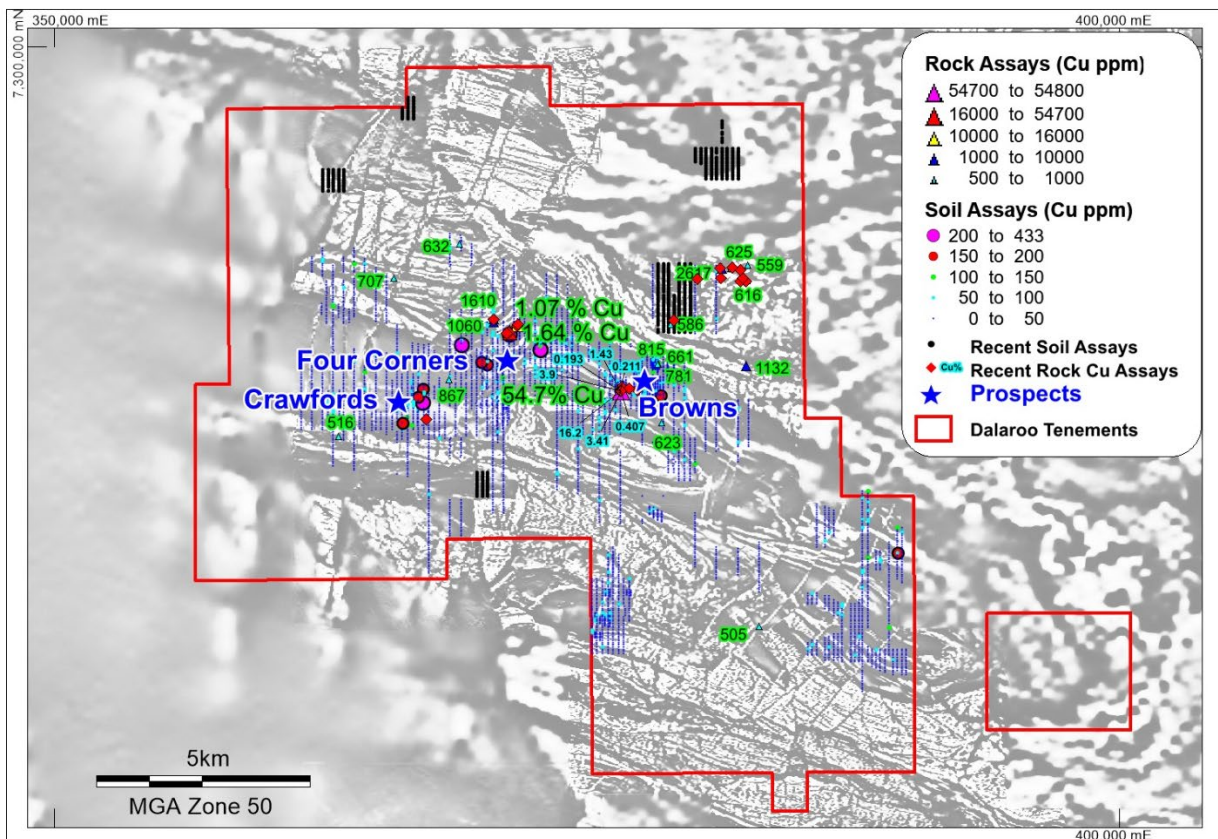 350,000 mE
400,000 mE
7,300,000 mN
Rock Assays (Cu ppm)
54700 to 54800
16000 to 54700
10000 to 16000
1000 to 10000
500 to 1000
Soil Assays (Cu ppm)
200 to 433
150 to 200
100 to 150
50 to 100
0 to 50
Recent Soil Assays
Cu% Recent Rock Cu Assays
Prospects
Dalaroo Tenements
632
625
559
707
2617
616
1610
1.07 % Cu
586
1060
1.64 % Cu
Four Corners
0.193
1.43
0.211
815
661
3.9
781
1132
Crawfords
867
54.7% Cu
Browns
516
16.2
3.41
0.407
623
505
5km
MGA Zone 50
400,000 mE